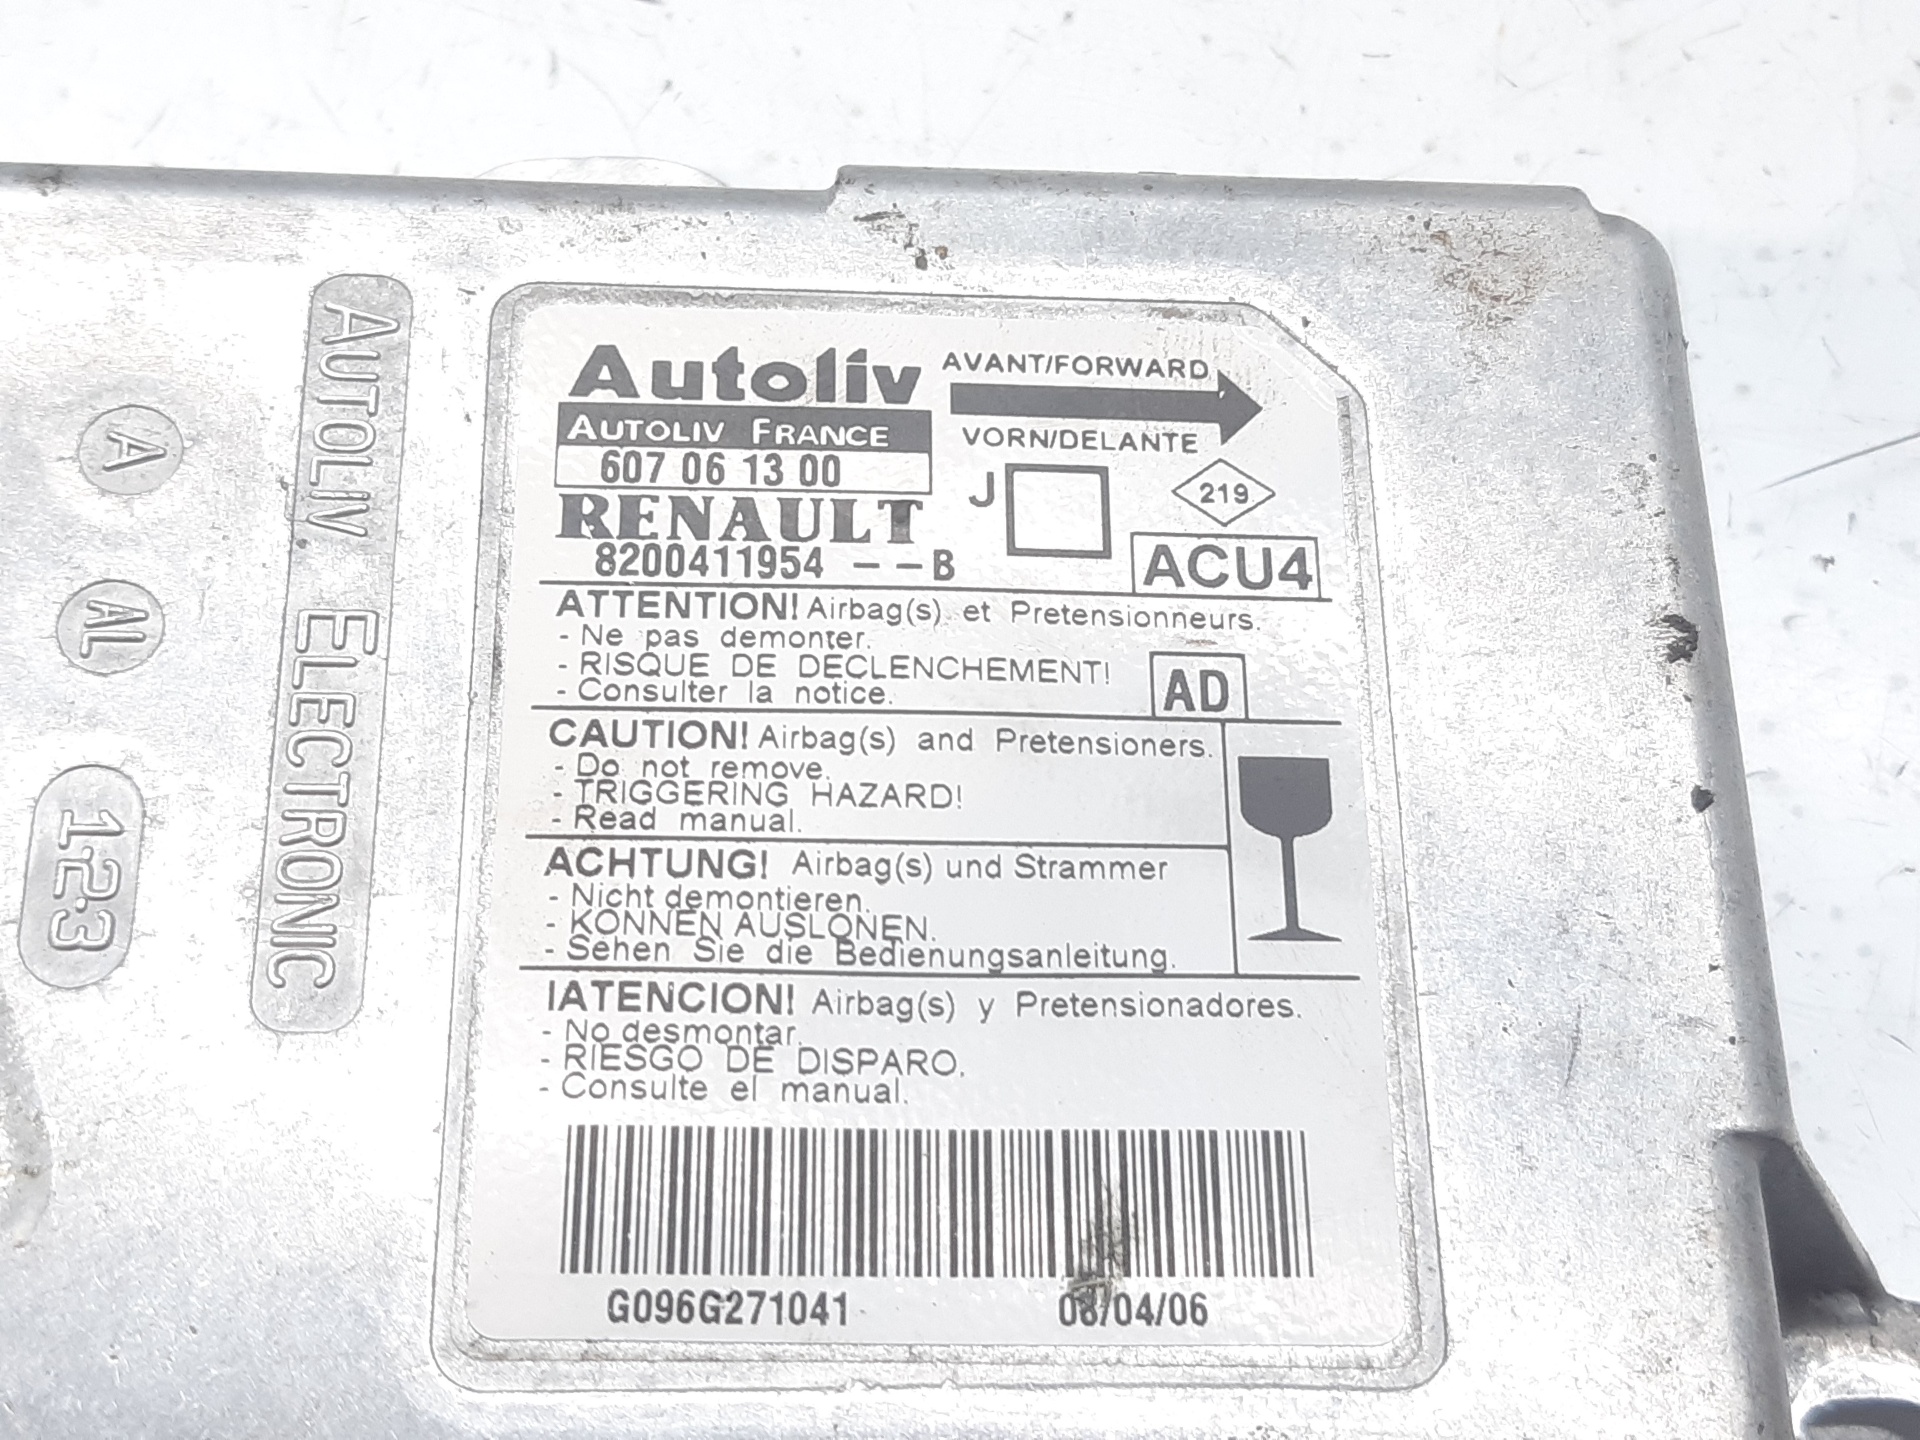 AUTOLIV ELECTRONIC
A
AL
123
Autoliv
AUTOLIV FRANCE
607 06 13 00
RENAULT
8200411954 --B
AVANT/FORWARD
VORN/DELANTE
J
219
ACU4
ATTENTION! Airbag(s) et Pretensionneurs.
- Ne pas demonter.
- RISQUE DE DECLENCHEMENT!
- Consulter la notice.
AD
CAUTION! Airbag(s) and Pretensioners.
- Do not remove.
- TRIGGERING HAZARD!
- Read manual.
ACHTUNG! Airbag(s) und Strammer
- Nicht demontieren.
- KONNEN AUSLONEN.
- Sehen Sie die Bedienungsanleitung.
!ATENCION! Airbag(s) y Pretensionadores.
- No desmontar.
- RIESGO DE DISPARO.
- Consulte el manual.
G096G271041
08/04/06